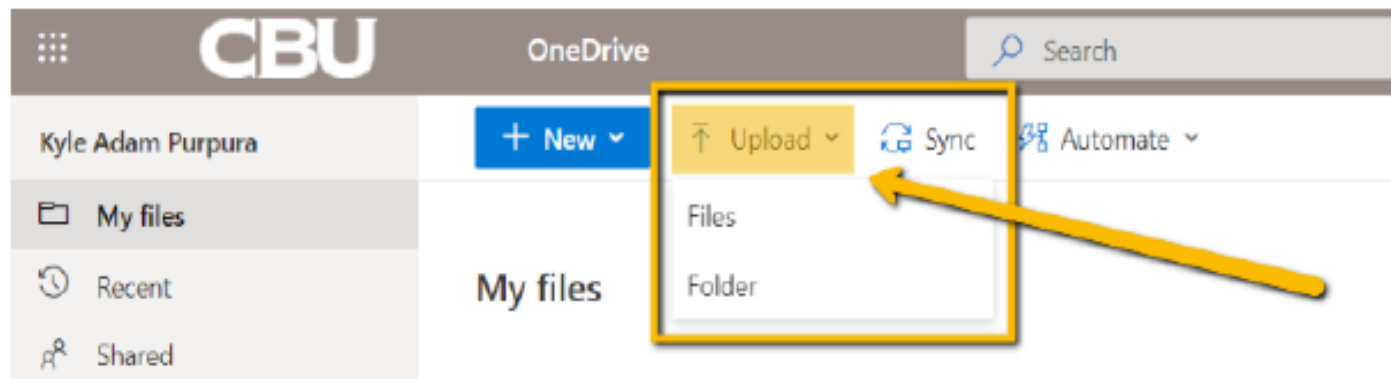 CBU OneDrive Search
Kyle Adam Purpura
+ New Upload Sync Automate
My files
Recent
Shared
My files
Files
Folder